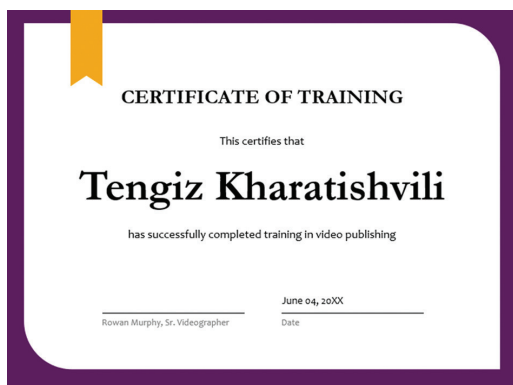 CERTIFICATE OF TRAINING
This certifies that
Tengiz Kharatishvili
has successfully completed training in video publishing
June 04, 20XX
Rowan Murphy, Sr. Videographer
Date